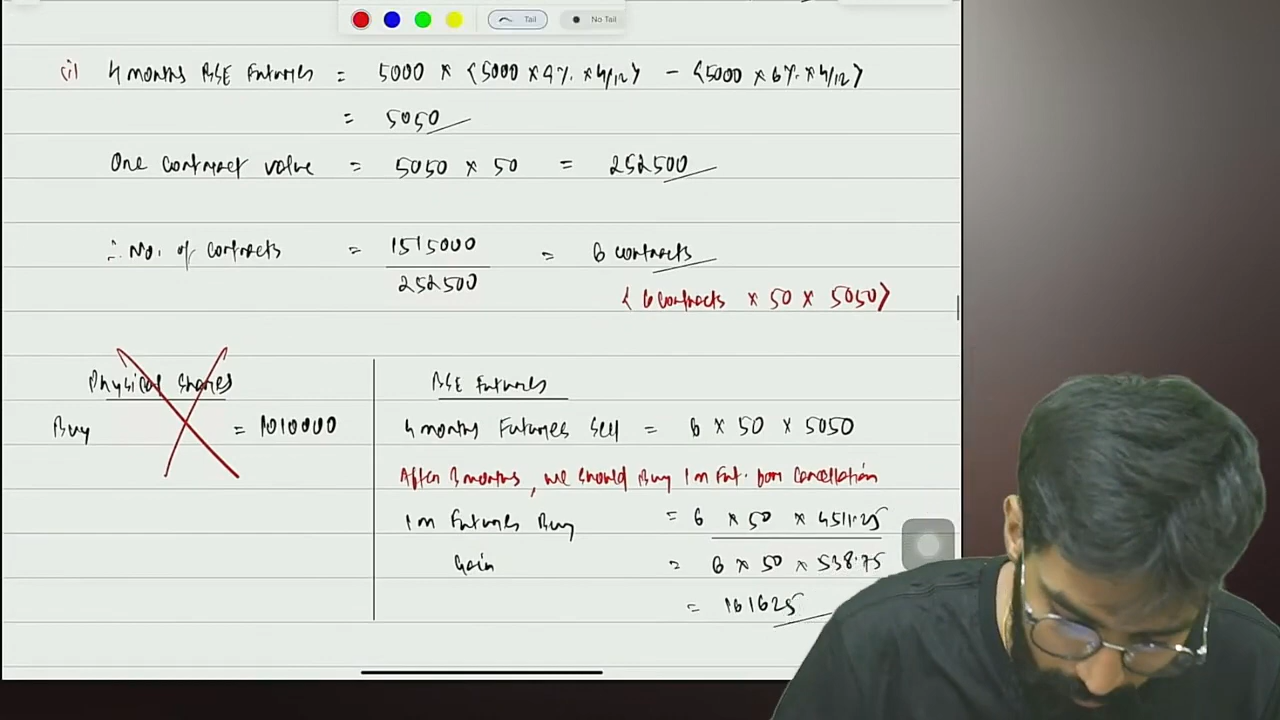 Tail No Tail
(i) 4 months BSE Futures = 5000 × {5000 × 9% × 4/12} - {5000 × 6% × 4/12}
= 5050
One contract value = 5050 × 50 = 252500
∴ No. of contracts = 1515000 / 252500 = 6 contracts
{6 contracts × 50 × 5050}
Physical Shares
Buy = 1010000
BSE Futures
4 months Futures Sell = 6 × 50 × 5050
After 3 months, we should Buy 1m Fut. for Cancellation
1m Futures Buy = 6 × 50 × 4511.25
Gain = 6 × 50 × 538.75
= 161625